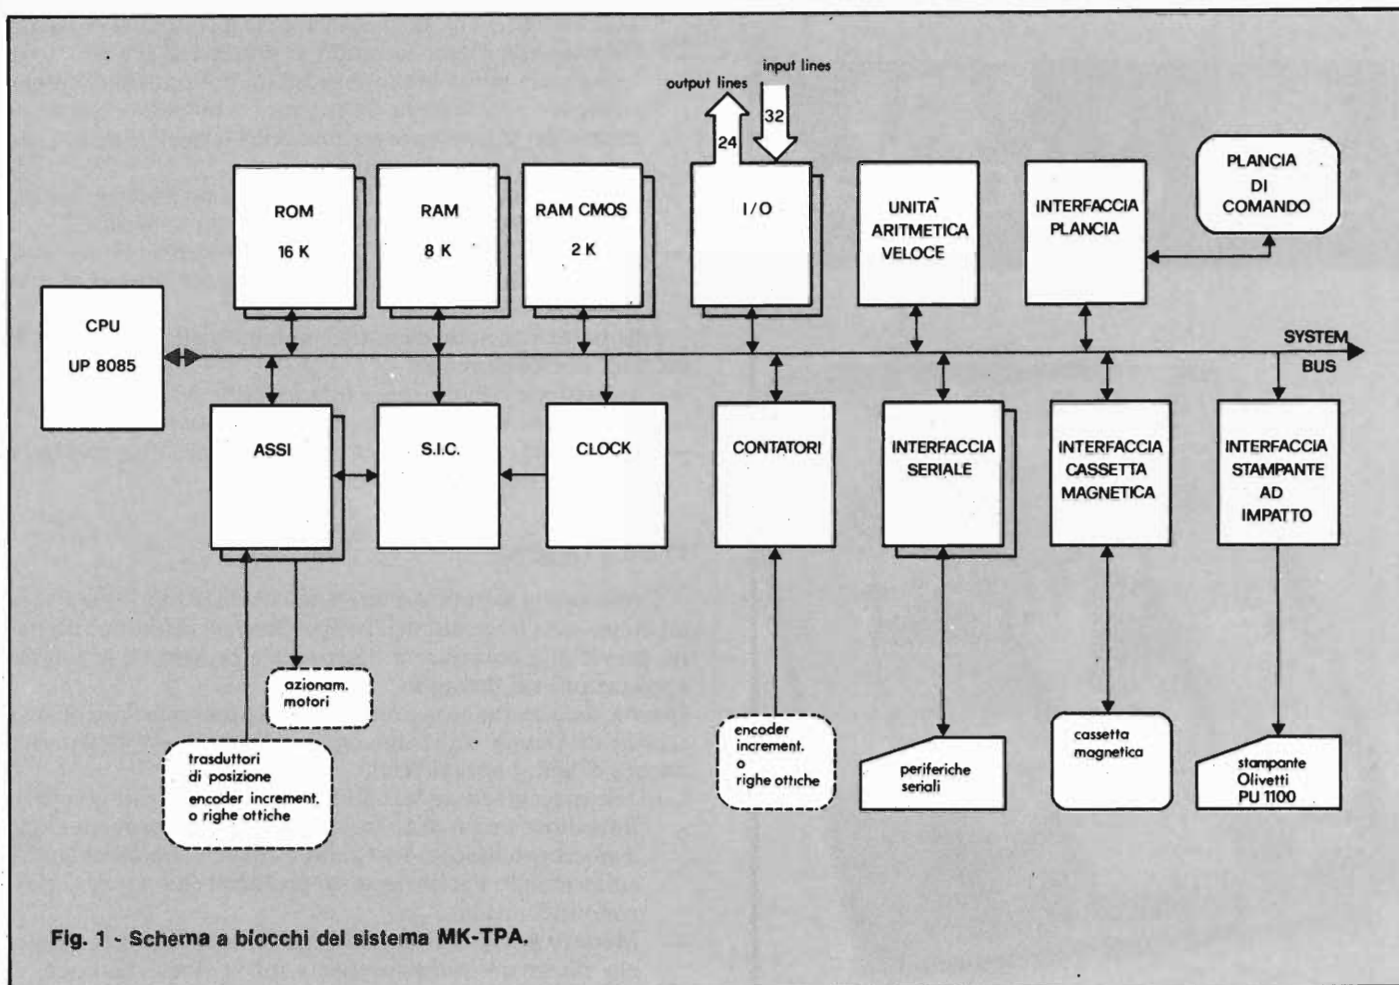 output lines
input lines
24
32
ROM
16 K
RAM
8 K
RAM CMOS
2 K
I/O
UNITA`
ARITMETICA
VELOCE
INTERFACCIA
PLANCIA
PLANCIA
DI
COMANDO
CPU
UP 8085
SYSTEM
BUS
ASSI
S.I.C.
CLOCK
CONTATORI
INTERFACCIA
SERIALE
INTERFACCIA
CASSETTA
MAGNETICA
INTERFACCIA
STAMPANTE
AD
IMPATTO
azionam.
motori
trasduttori
di posizione
encoder increment.
o righe ottiche
encoder
increment.
o
righe ottiche
periferiche
seriali
cassetta
magnetica
stampante
Olivetti
PU 1100
Fig. 1 - Schema a blocchi del sistema MK-TPA.